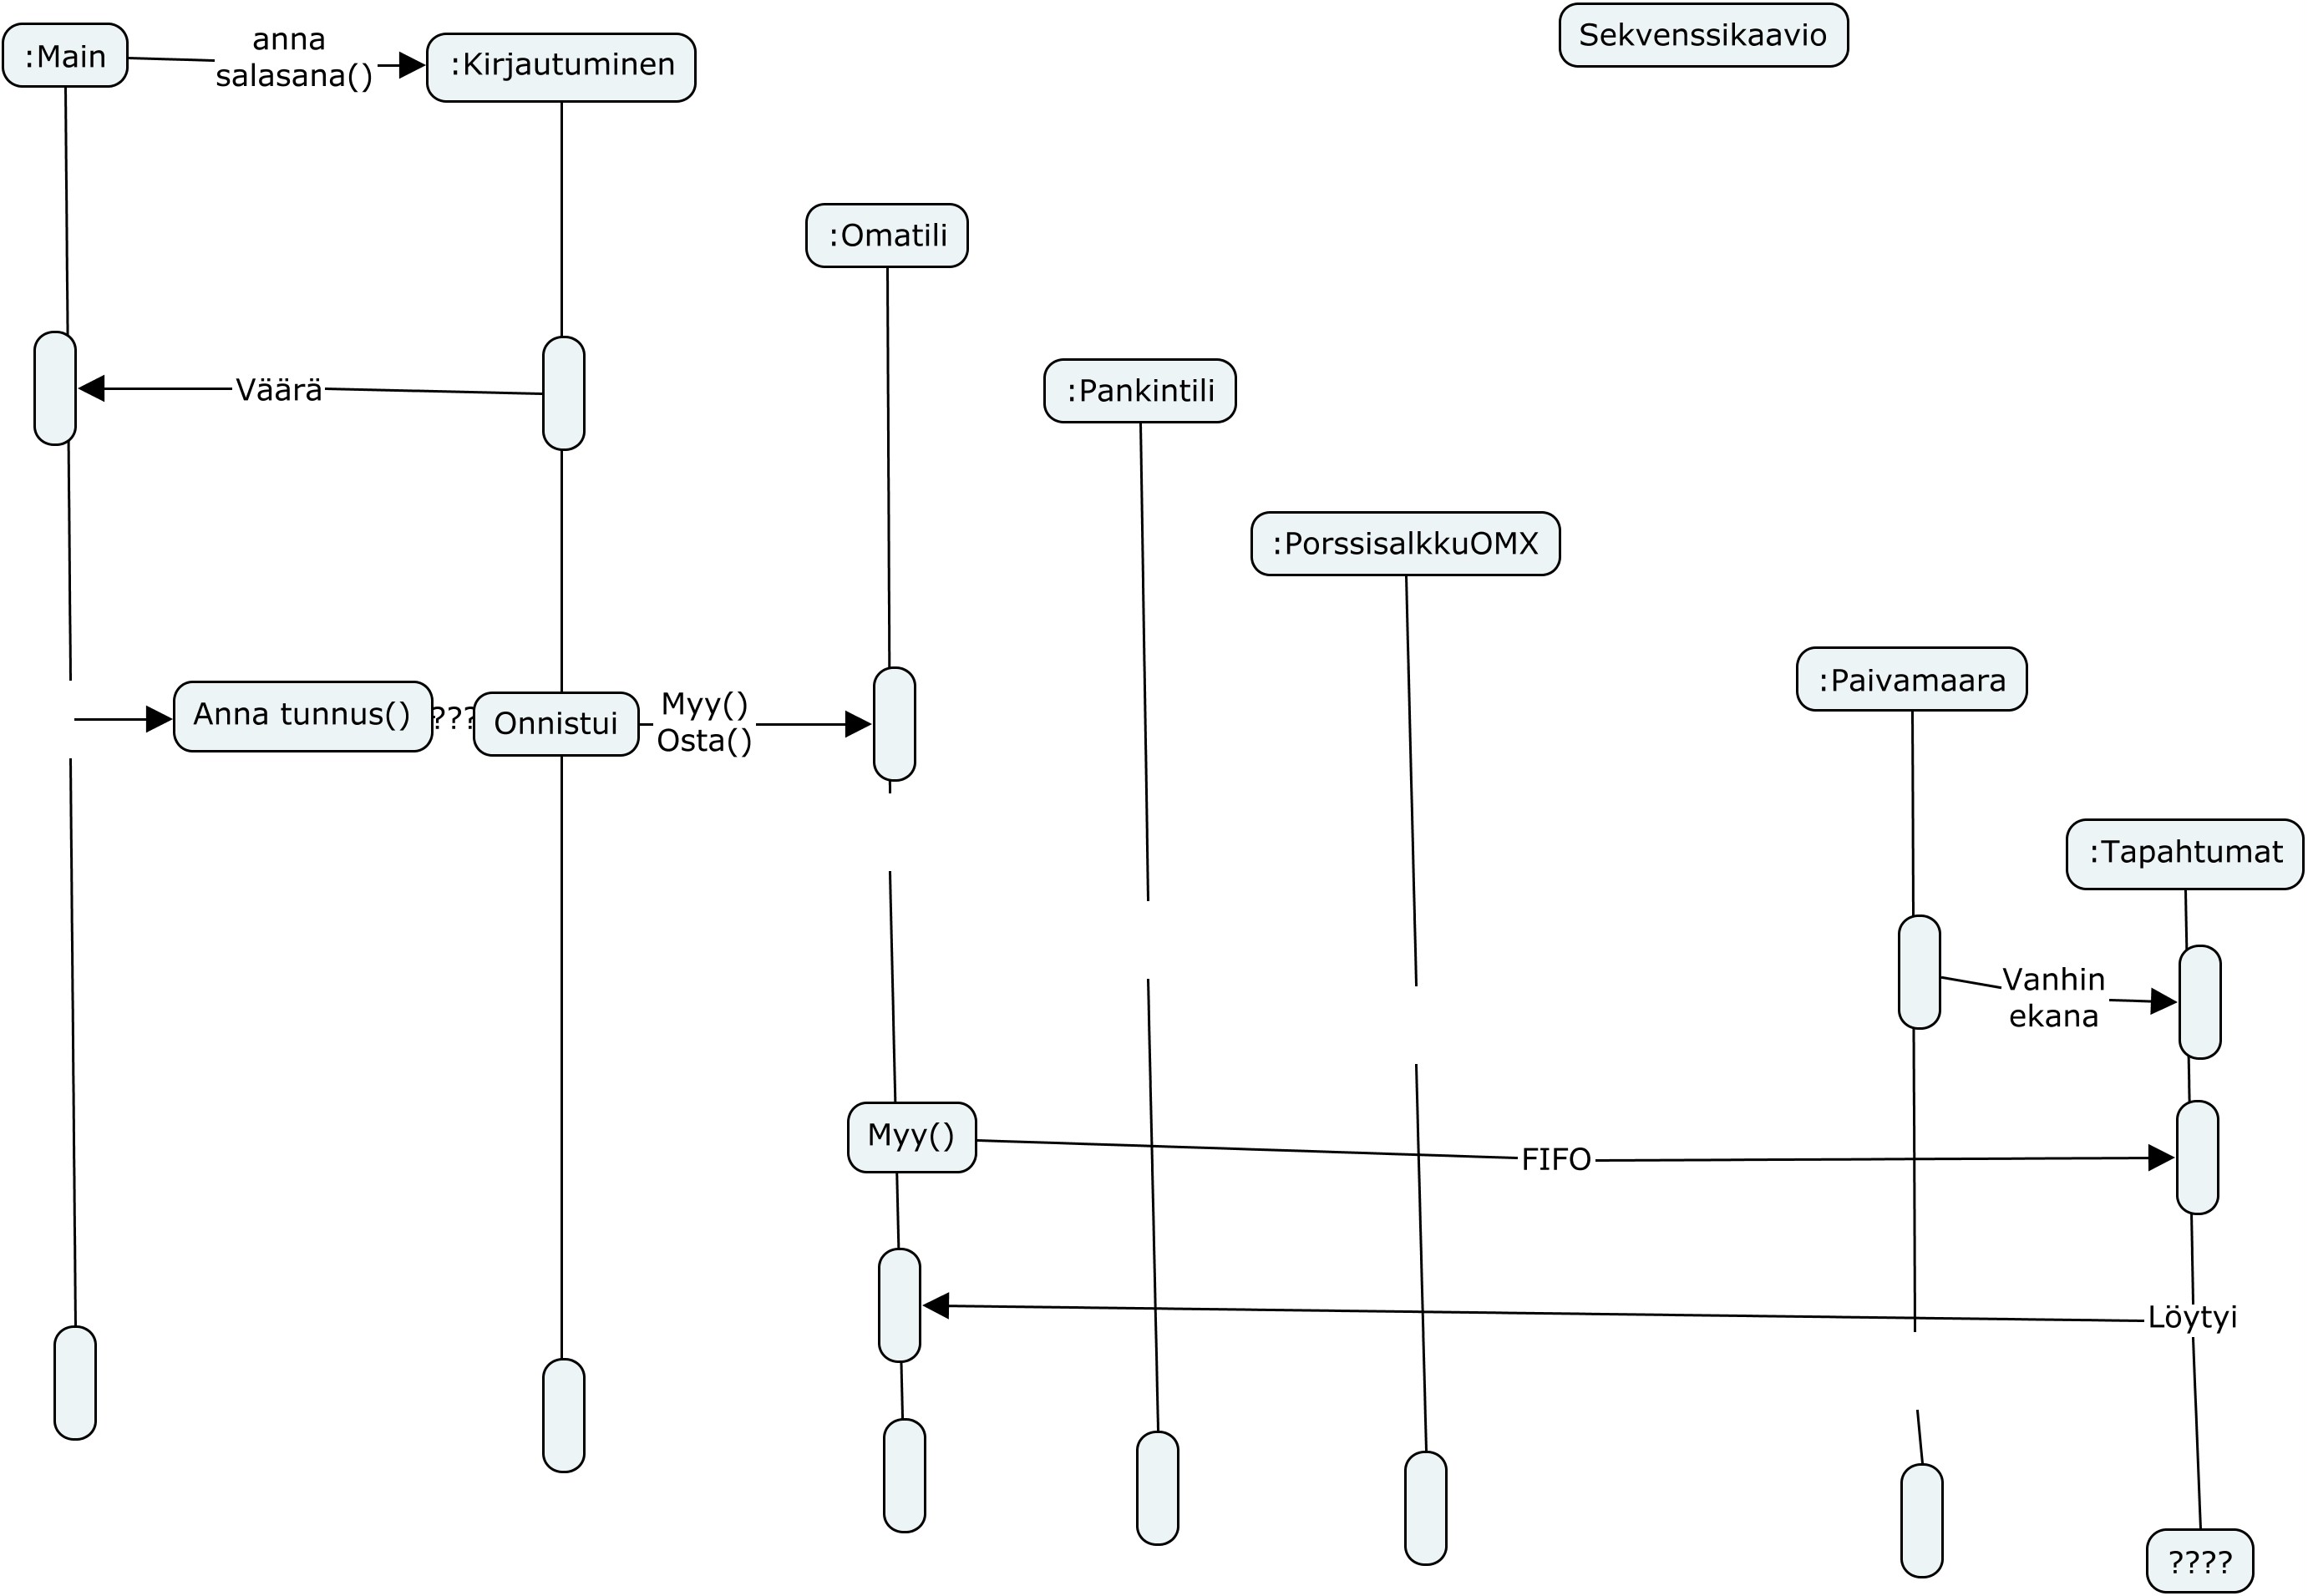 Sekvenssikaavio
:Main
anna
salasana()
:Kirjautuminen
:Omatili
Väärä
:Pankintili
:PorssisalkkuOMX
:Paivamaara
Anna tunnus()
???
Onnistui
Myy()
Osta()
:Tapahtumat
Vanhin
ekana
Myy()
FIFO
Löytyi
????